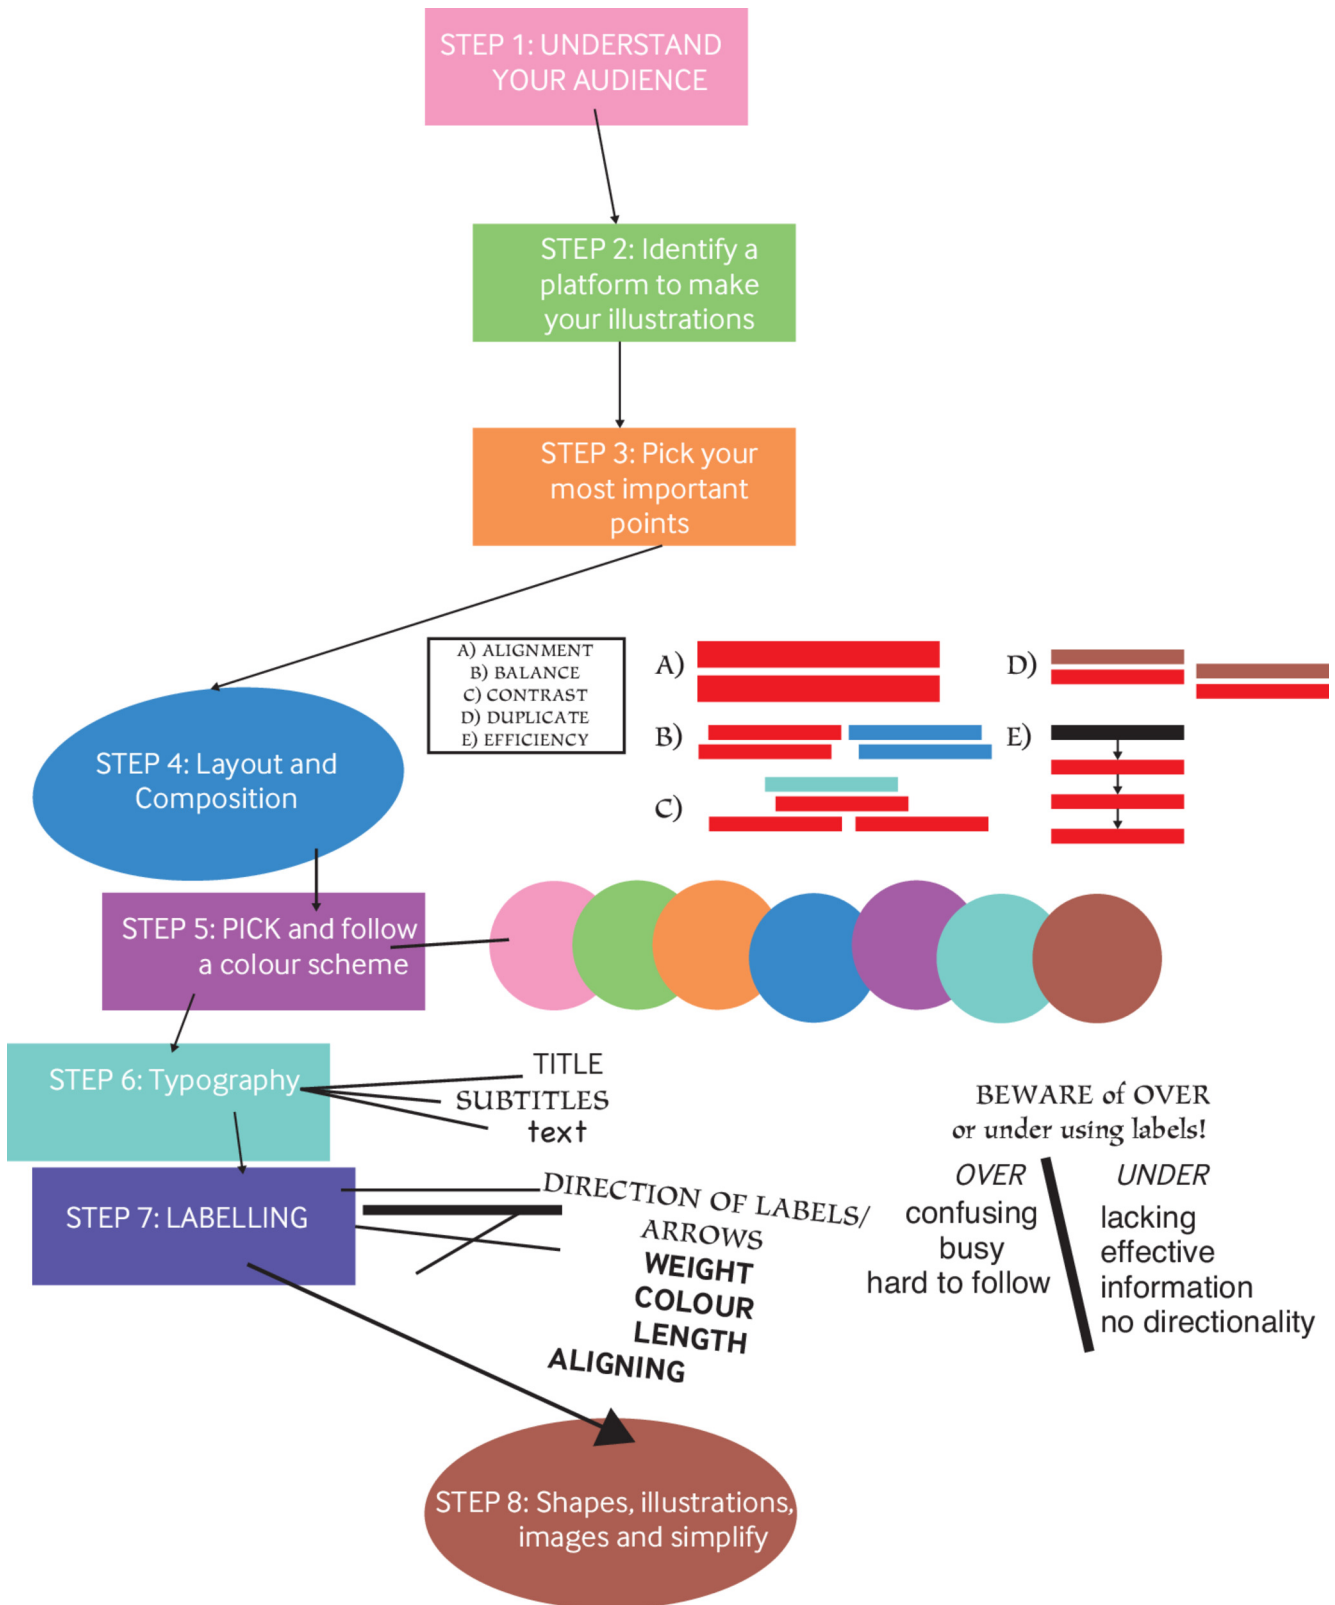 STEP 1: UNDERSTAND
YOUR AUDIENCE
STEP 2: Identify a
platform to make
your illustrations
STEP 3: Pick your
most important
points
STEP 4: Layout and
Composition
A) ALIGNMENT
B) BALANCE
C) CONTRAST
D) DUPLICATE
E) EFFICIENCY
A)
B)
C)
D)
E)
STEP 5: PICK and follow
a colour scheme
STEP 6: Typography
TITLE
SUBTITLES
text
STEP 7: LABELLING
DIRECTION OF LABELS/
ARROWS
WEIGHT
COLOUR
LENGTH
ALIGNING
BEWARE of OVER
or under using labels!
OVER
confusing
busy
hard to follow
UNDER
lacking
effective
information
no directionality
STEP 8: Shapes, illustrations,
images and simplify